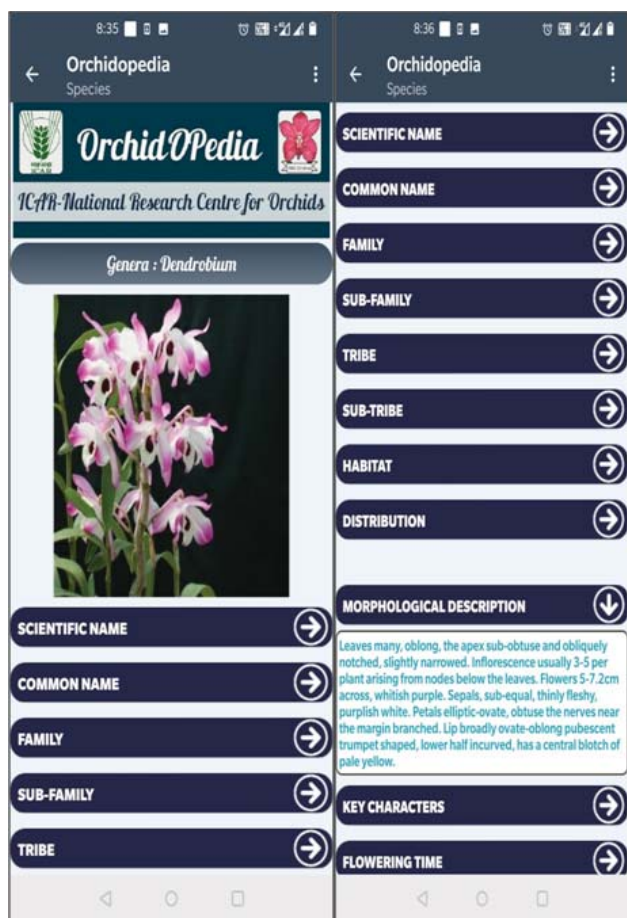 8:35
Orchidopedia
Species
ICAR
OrchidOPedia
ICAR-National Research Centre for Orchids
Genera : Dendrobium
SCIENTIFIC NAME
COMMON NAME
FAMILY
SUB-FAMILY
TRIBE
8:36
Orchidopedia
Species
SCIENTIFIC NAME
COMMON NAME
FAMILY
SUB-FAMILY
TRIBE
SUB-TRIBE
HABITAT
DISTRIBUTION
MORPHOLOGICAL DESCRIPTION
Leaves many, oblong, the apex sub-obtuse and obliquely
notched, slightly narrowed. Inflorescence usually 3-5 per
plant arising from nodes below the leaves. Flowers 5-7.2cm
across, whitish purple. Sepals, sub-equal, thinly fleshy,
purplish white. Petals elliptic-ovate, obtuse the nerves near
the margin branched. Lip broadly ovate-oblong pubescent
trumpet shaped, lower half incurved, has a central blotch of
pale yellow.
KEY CHARACTERS
FLOWERING TIME